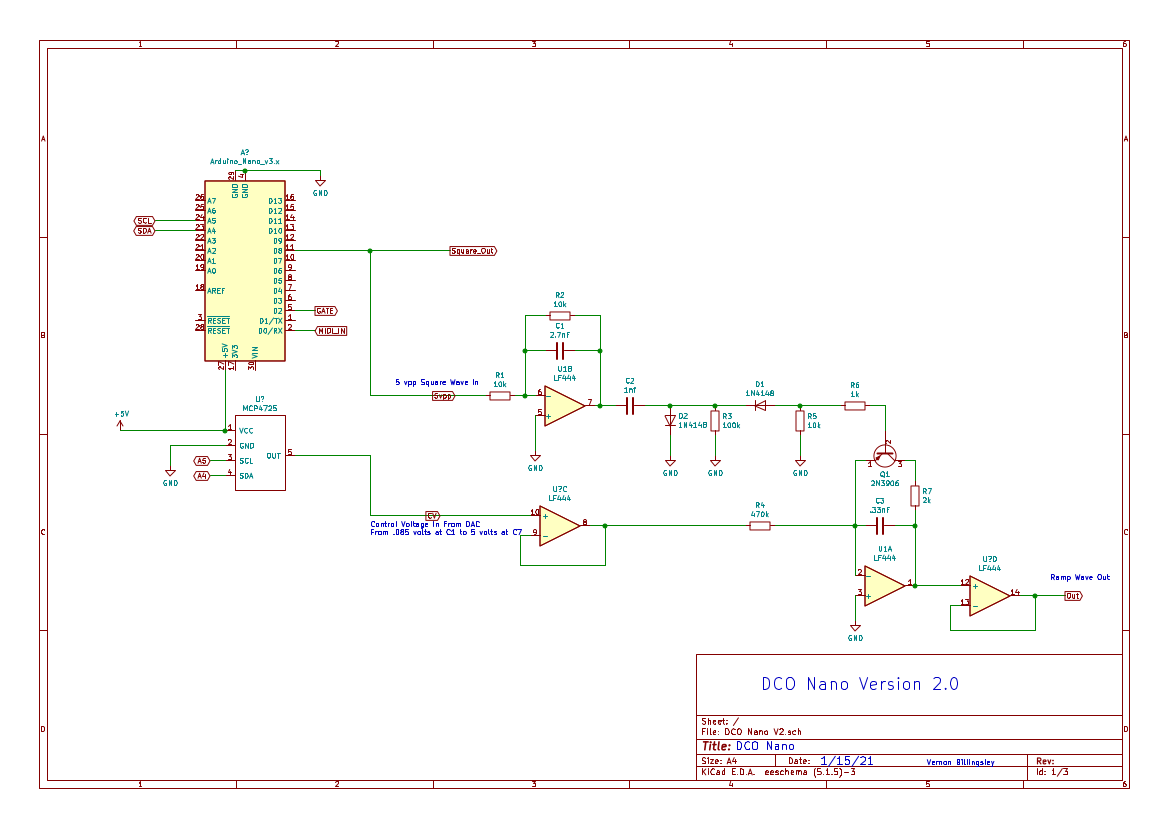 1 2 3 4 5 6
A A
A?
Arduino_Nano_v3.x
29 4
GND GND
GND
26 A7 D13 16
25 A6 D12 15
SCL 24 A5 D11 14
SDA 23 A4 D10 13
22 A3 D9 12
21 A2 D8 11 Square_Out
20 A1 D7 10
19 A0 D6 9
D5 8
18 AREF D4 7
D3 6
D2 5 GATE
3 RESET D1/TX 1
28 RESET D0/RX 2 MIDI_IN
+5V 3V3 VIN
27 17 30
B B
R2
10k
C1
2.7nF
U1B
LF444
5 vpp Square Wave In
5vpp
R1
10k
6 −
5 +
7
GND
C2
1nf
D2
1N4148
GND
R3
100k
GND
D1
1N4148
R5
10k
GND
R6
1k
2
1 3
Q1
2N3906
R7
2k
C3
.33nF
U?
MCP4725
+5V
1 VCC
2 GND
A5 3 SCL OUT 5
A4 4 SDA
GND
C C
CV
Control Voltage In From DAC
From .085 volts at C1 to 5 volts at C7
U?C
LF444
10 +
9 −
8
R4
470k
U1A
LF444
2 −
3 +
1
GND
U?D
LF444
12 +
13 −
14
Ramp Wave Out
Out
D D
DCO Nano Version 2.0
Sheet: /
File: DCO Nano V2.sch
Title: DCO Nano
Size: A4 Date: 1/15/21 Vernon Billingsley Rev:
KiCad E.D.A. eeschema (5.1.5)-3 Id: 1/3
1 2 3 4 5 6